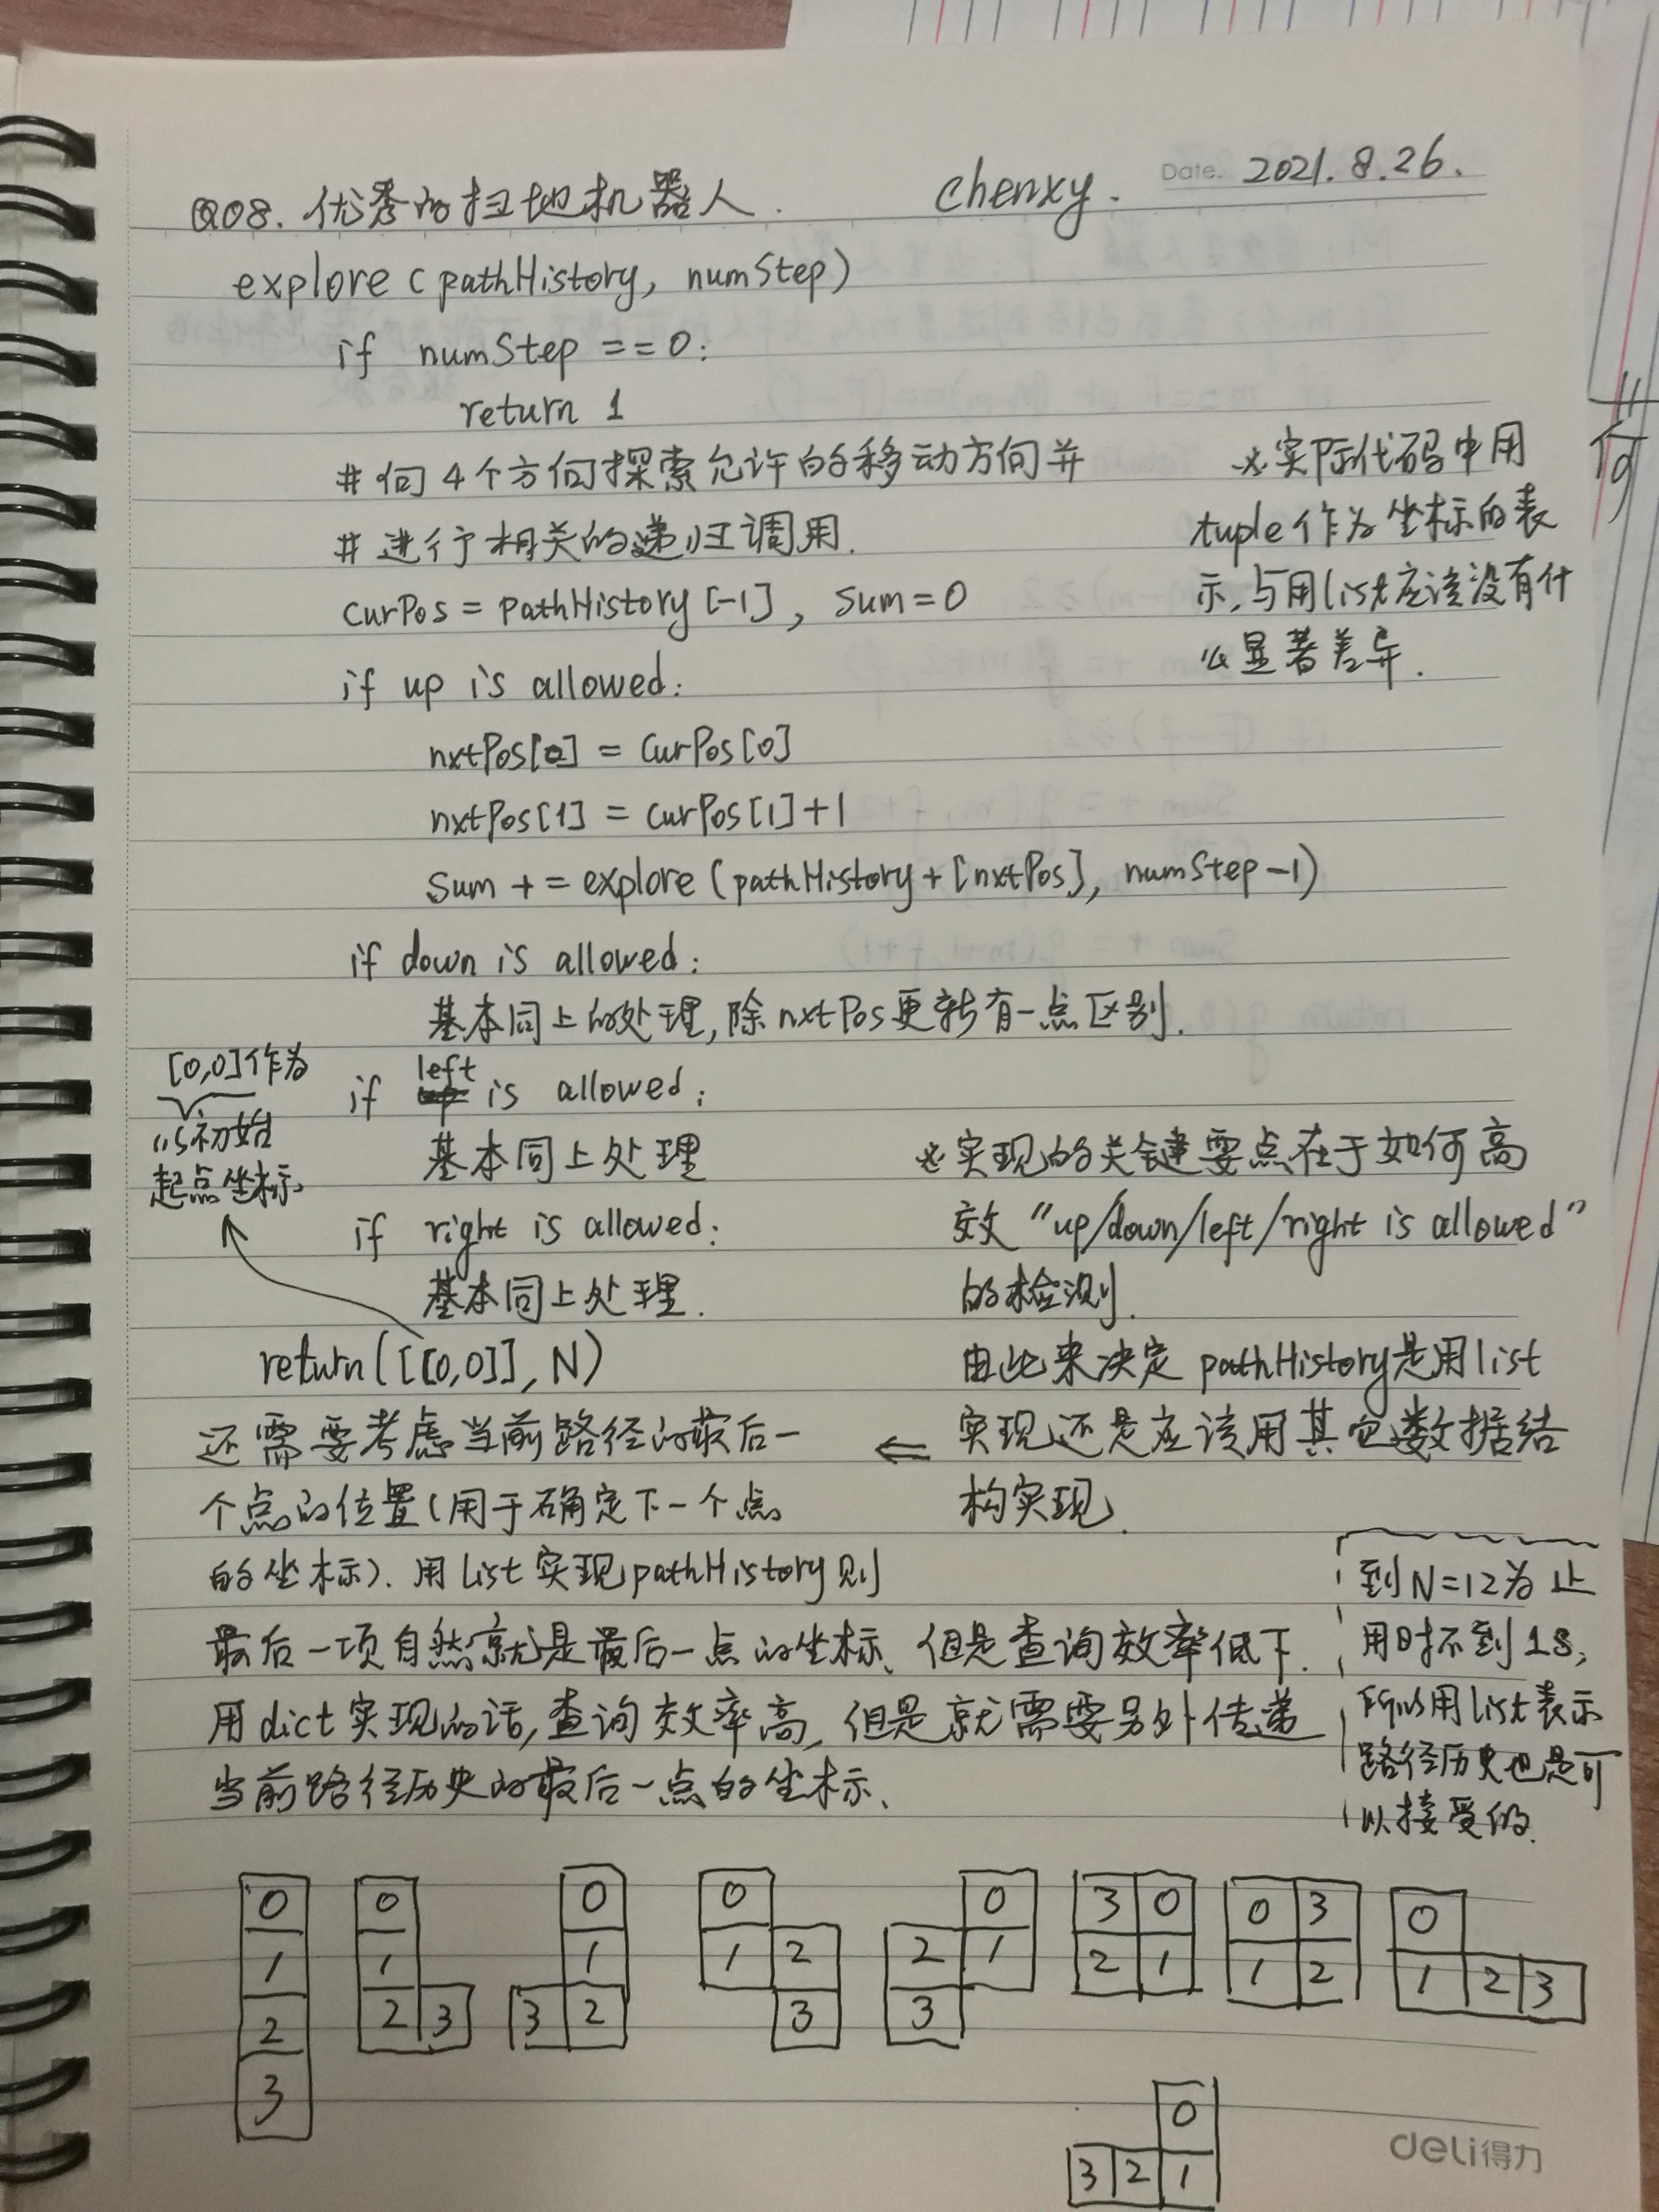 Q08. 优秀的扫地机器人. chenxy. Date. 2021.8.26.
explore (pathHistory, numStep)
if numStep == 0:
return 1
# 向4个方向探索允许的移动方向并
# 进行相关的递归调用.
curPos = pathHistory[-1], sum=0
if up is allowed:
nxtPos[0] = curPos[0]
nxtPos[1] = curPos[1]+1
sum += explore (pathHistory + [nxtPos], numStep-1)
if down is allowed:
基本同上的处理,除nxtPos更新有一点区别.
if left is allowed:
基本同上处理
if right is allowed:
基本同上处理.
return([[0,0]], N)
※实际代码中用
tuple作为坐标的表
示,与用list应该没有什
么显著差异.
向
[0,0]作为
初始
起点坐标
※实现的关键要点在于如何高
效 "up/down/left/right is allowed"
的检测.
由此来决定 pathHistory是用list
实现还是应该用其它数据结
构实现.
⇐
还需要考虑当前路径的最后一
个点的位置(用于确定下一个点
的坐标). 用list实现pathHistory则
最后一项自然就是最后一点的坐标、但是查询效率低下.
用dict实现的话,查询效率高,但是就需要另外传递
当前路径历史的最后一点的坐标、
到N=12为止
用时不到1s,
所以用list表示
路径历史也是可
以接受的.
0 0 0 0 0 3 0 0 3 0
1 1 1 1 2 2 1 2 1 1 2 1 2 3
2 2 3 3 2 3 3
3
0
3 2 1
deli得力